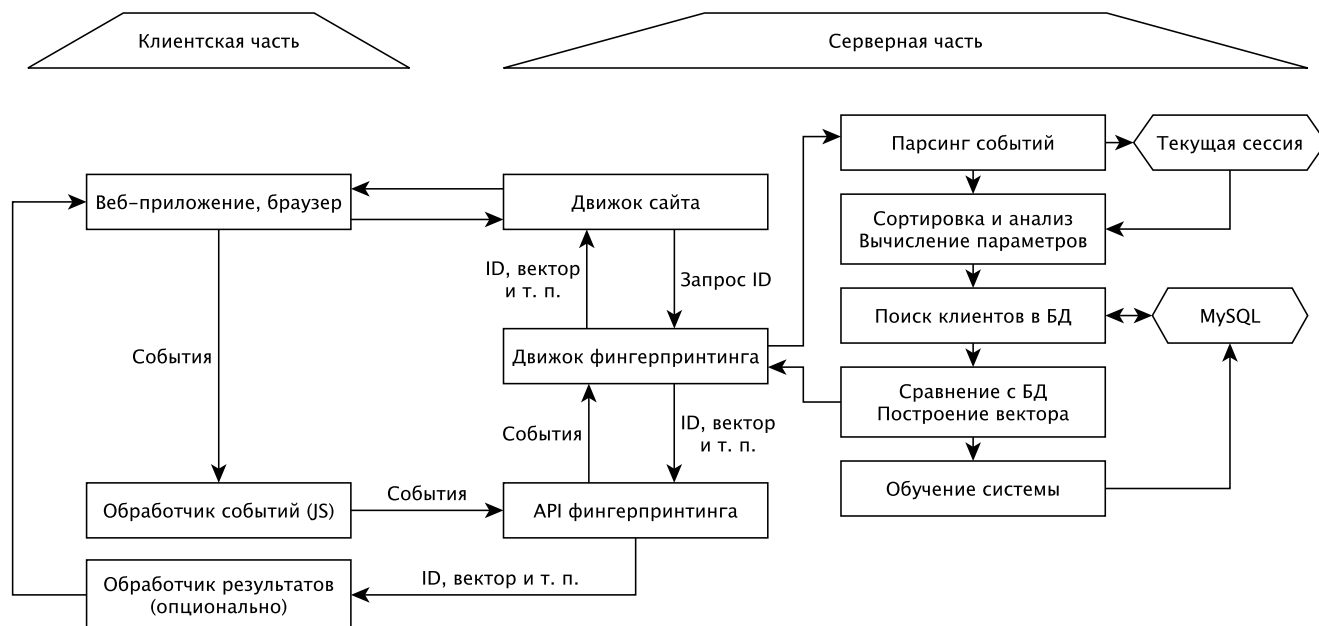 Клиентская часть
Серверная часть
Парсинг событий
Текущая сессия
Веб-приложение, браузер
Движок сайта
Сортировка и анализ
Вычисление параметров
ID, вектор
и т. п.
Запрос ID
Поиск клиентов в БД
MySQL
События
Движок фингерпринтинга
Сравнение с БД
Построение вектора
События
ID, вектор
и т. п.
Обработчик событий (JS)
События
API фингерпринтинга
Обучение системы
Обработчик результатов
(опционально)
ID, вектор и т. п.